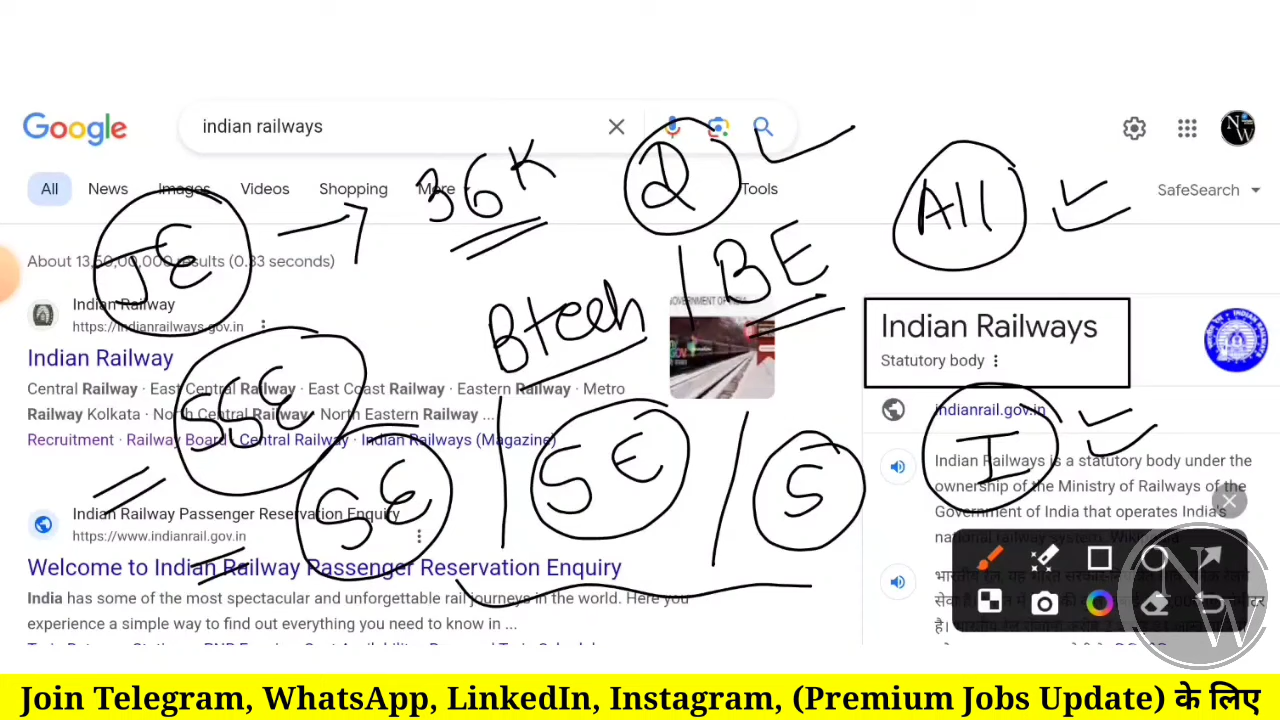 Google
indian railways
All News Images Videos Shopping More Tools SafeSearch
36K
D
All
JE
About 13,50,00,000 results (0.33 seconds)
BE
Btech
GOVERNMENT OF INDIA
Indian Railway
https://indianrailways.gov.in
Indian Railway
Central Railway · East Central Railway · East Coast Railway · Eastern Railway · Metro
Railway Kolkata · North Central Railway · North Eastern Railway ...
Recruitment · Railway Board · Central Railway · Indian Railways (Magazine)
SSE
SE
SE
S
Indian Railway Passenger Reservation Enquiry
https://www.indianrail.gov.in
Welcome to Indian Railway Passenger Reservation Enquiry
India has some of the most spectacular and unforgettable rail journeys in the world. Here you
experience a simple way to find out everything you need to know in ...
Indian Railways
Statutory body
indianrail.gov.in
I
Indian Railways is a statutory body under the
ownership of the Ministry of Railways of the
Government of India that operates India's
national railway system. Wikipedia
NW
Join Telegram, WhatsApp, LinkedIn, Instagram, (Premium Jobs Update) के लिए